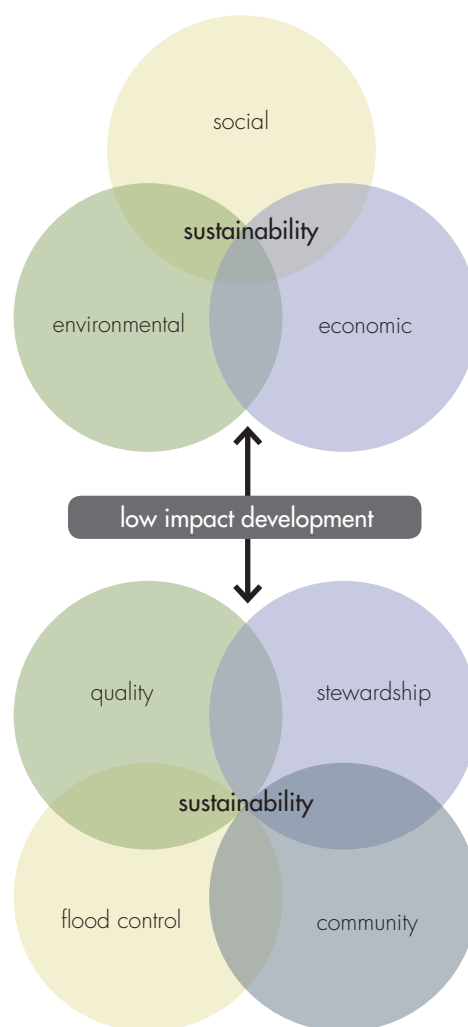 social
sustainability
environmental
economic
low impact development
quality
stewardship
sustainability
flood control
community